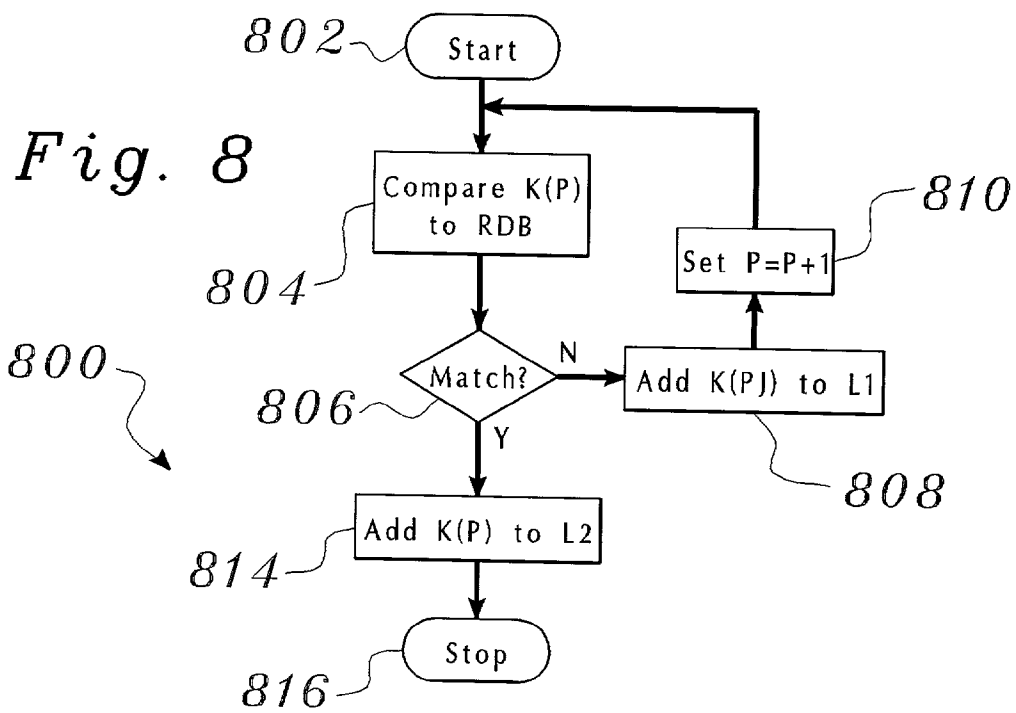 802
Start
Fig. 8
Compare K(P)
to RDB
810
804
Set P=P+1
800
Match?
N
Add K(PJ) to L1
806
Y
808
Add K(P) to L2
814
Stop
816